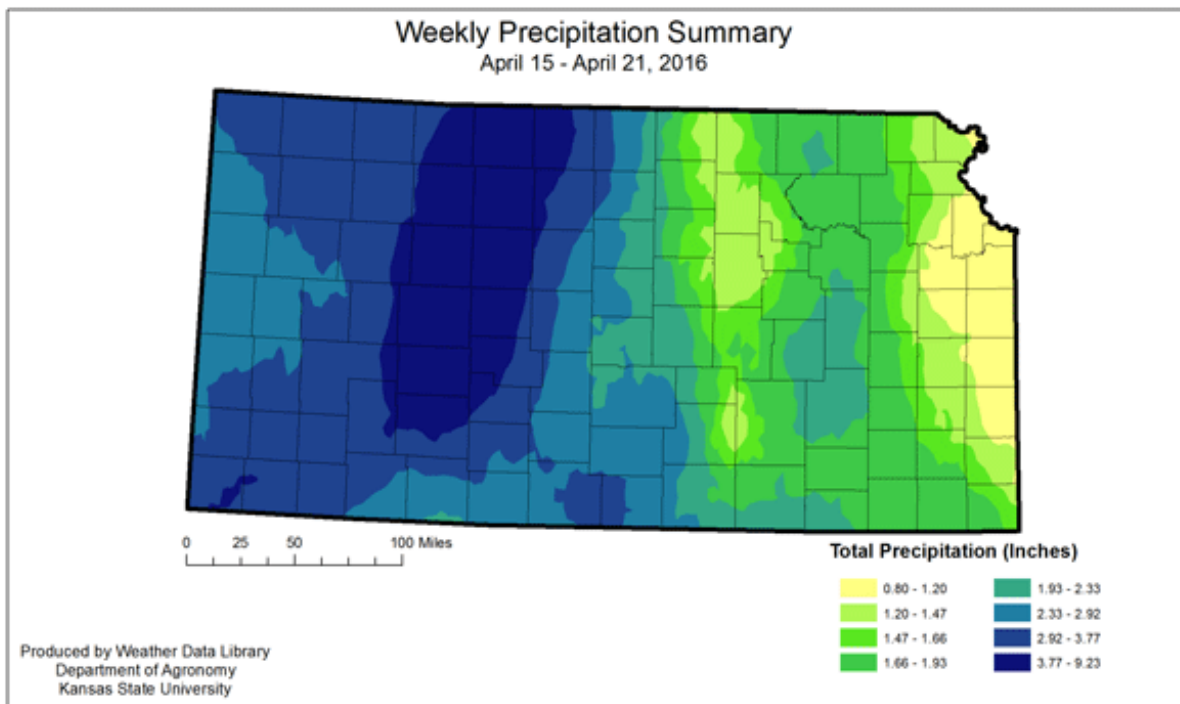 Weekly Precipitation Summary
April 15 - April 21, 2016
0 25 50 100 Miles
Total Precipitation (Inches)
0.80 - 1.20
1.20 - 1.47
1.47 - 1.66
1.66 - 1.93
1.93 - 2.33
2.33 - 2.92
2.92 - 3.77
3.77 - 9.23
Produced by Weather Data Library
Department of Agronomy
Kansas State University